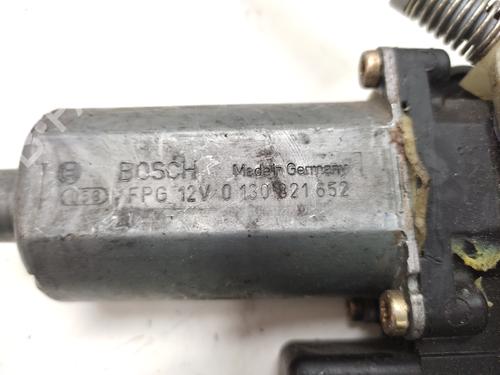 BOSCH Made in Germany
FPG 12V 0 130 821 652